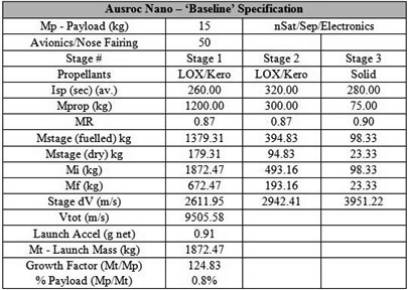 Ausroc Nano – 'Baseline' Specification
Mp - Payload (kg) 15 nSat/Sep/Electronics
Avionics/Nose Fairing 50
Stage # Stage 1 Stage 2 Stage 3
Propellants LOX/Kero LOX/Kero Solid
Isp (sec) (av.) 260.00 320.00 280.00
Mprop (kg) 1200.00 300.00 75.00
MR 0.87 0.87 0.90
Mstage (fuelled) kg 1379.31 394.83 98.33
Mstage (dry) kg 179.31 94.83 23.33
Mi (kg) 1872.47 493.16 98.33
Mf (kg) 672.47 193.16 23.33
Stage dV (m/s) 2611.95 2942.41 3951.22
Vtot (m/s) 9505.58
Launch Accel (g net) 0.91
Mt - Launch Mass (kg) 1872.47
Growth Factor (Mt/Mp) 124.83
% Payload (Mp/Mt) 0.8%